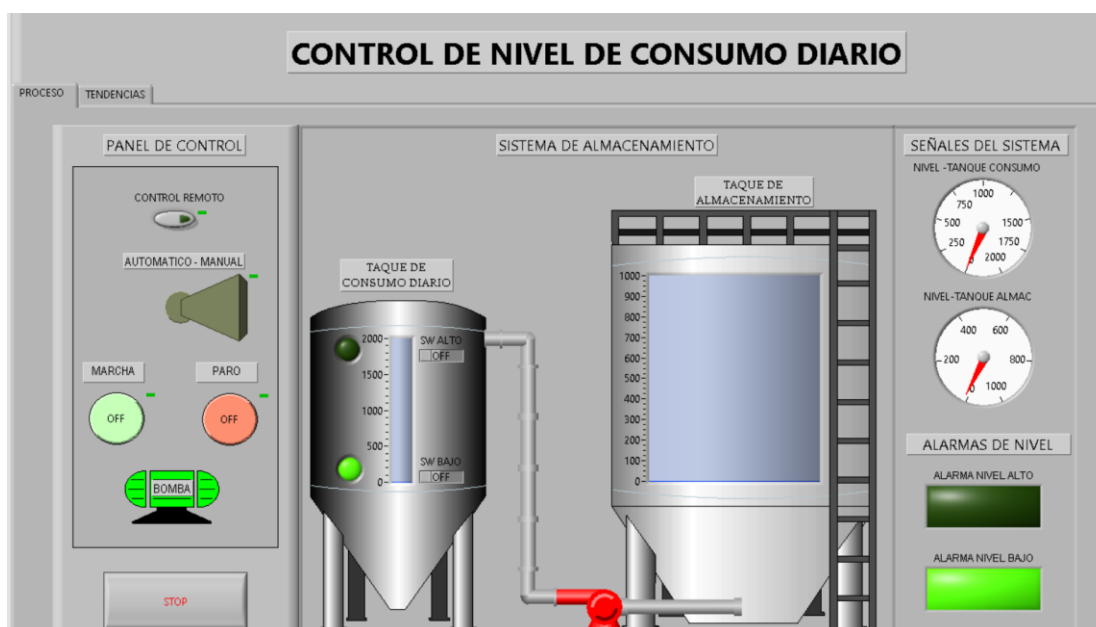 CONTROL DE NIVEL DE CONSUMO DIARIO
PROCESO
TENDENCIAS
PANEL DE CONTROL
CONTROL REMOTO
AUTOMATICO - MANUAL
MARCHA
PARO
OFF
OFF
BOMBA
STOP
SISTEMA DE ALMACENAMIENTO
TAQUE DE
CONSUMO DIARIO
2000-
1500-
1000-
500-
0-
SW ALTO
OFF
SW BAJO
OFF
TAQUE DE
ALMACENAMIENTO
1000-
900-
800-
700-
600-
500-
400-
300-
200-
100-
0-
SEÑALES DEL SISTEMA
NIVEL -TANQUE CONSUMO
0
250
500
750
1000
1500
1750
2000
NIVEL-TANQUE ALMAC
0
200
400
600
800
1000
ALARMAS DE NIVEL
ALARMA NIVEL ALTO
ALARMA NIVEL BAJO